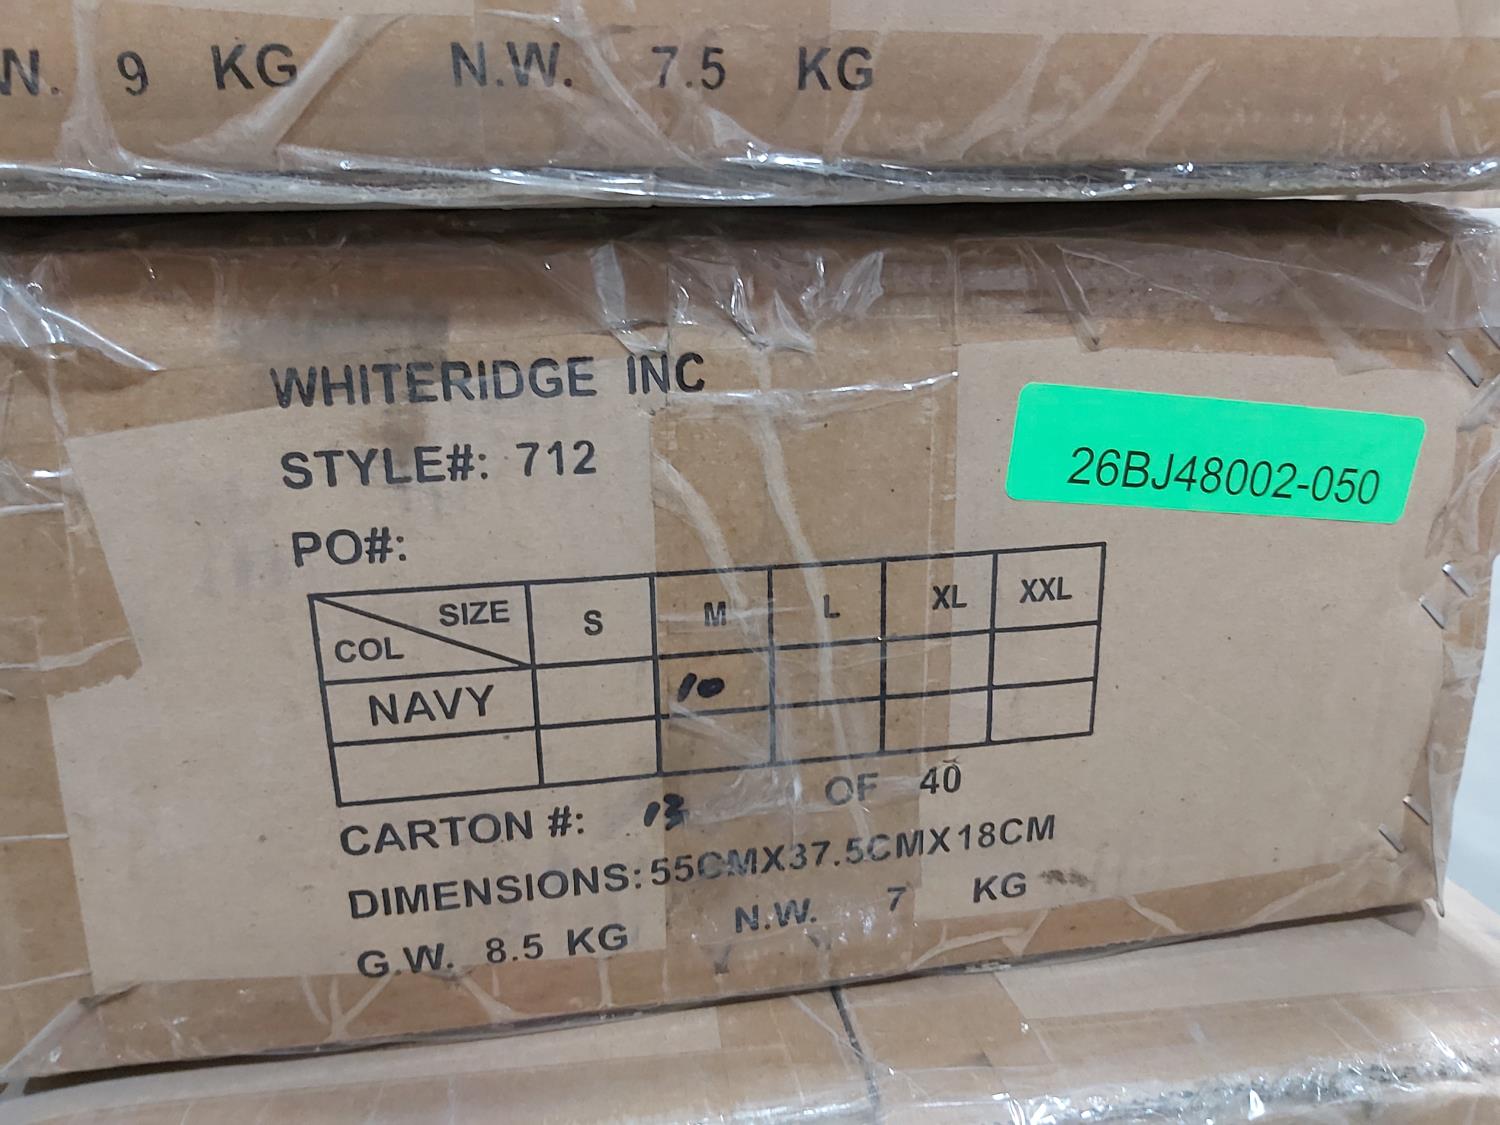 W. 9 KG N.W. 7.5 KG
WHITERIDGE INC
STYLE#: 712
26BJ48002-050
PO#:
SIZE S M L XL XXL
COL
NAVY 10
CARTON #: 13 OF 40
DIMENSIONS:55CMX37.5CMX18CM
G.W. 8.5 KG N.W. 7 KG